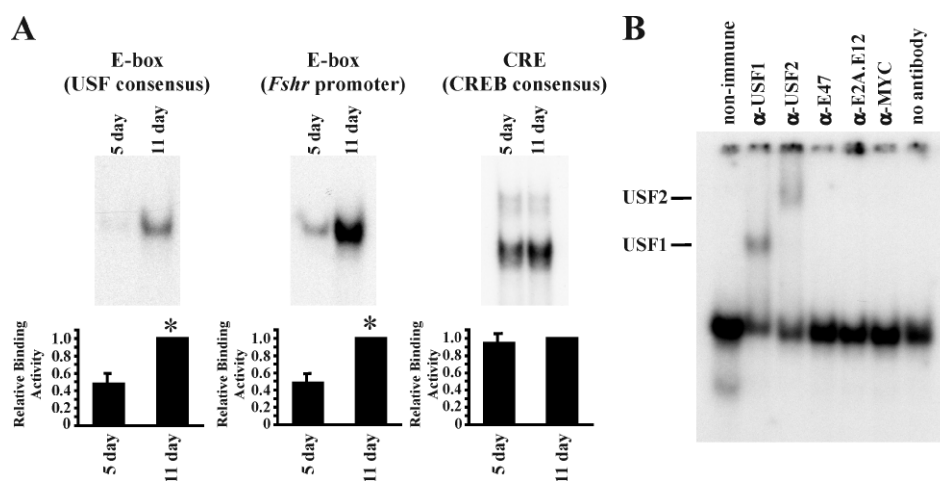 A
E-box
(USF consensus)
5 day
11 day
E-box
(Fshr promoter)
5 day
11 day
CRE
(CREB consensus)
5 day
11 day
Relative Binding
Activity
1.0
0.8
0.6
0.4
0.2
0
*
5 day
11 day
Relative Binding
Activity
1.0
0.8
0.6
0.4
0.2
0
*
5 day
11 day
Relative Binding
Activity
1.0
0.8
0.6
0.4
0.2
0
5 day
11 day
B
non-immune
α-USF1
α-USF2
α-E47
α-E2A.E12
α-MYC
no antibody
USF2
USF1